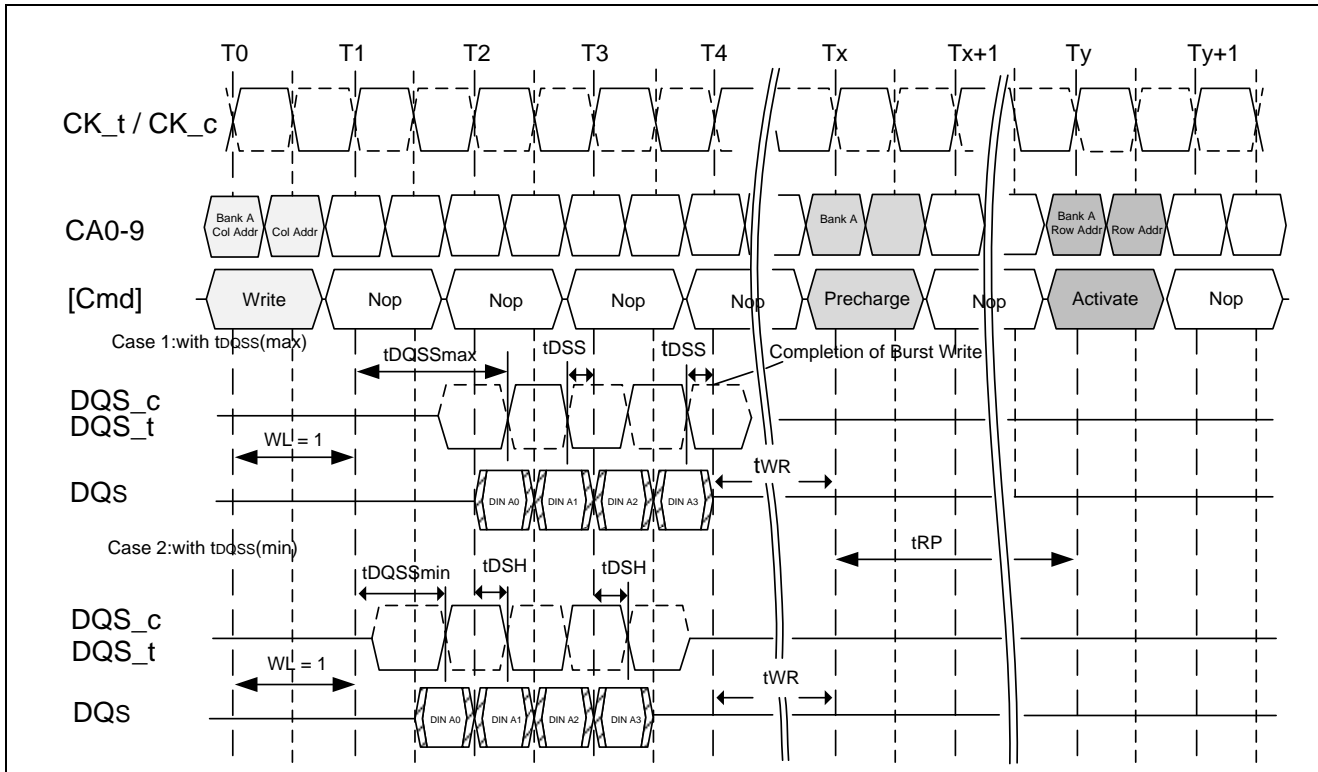 T0 T1 T2 T3 T4 Tx Tx+1 Ty Ty+1
CK_t / CK_c
CA0-9
Bank A
Col Addr
Col Addr
Bank A
Bank A
Row Addr
Row Addr
[Cmd]
Write Nop Nop Nop Nop Precharge Nop Activate Nop
Case 1:with tDQSS(max)
tDQSSmax tDSS tDSS Completion of Burst Write
DQS_c
DQS_t
WL = 1
tWR
DQs
DIN A0 DIN A1 DIN A2 DIN A3
Case 2:with tDQSS(min)
tRP
tDQSSmin tDSH tDSH
DQS_c
DQS_t
WL = 1
tWR
DQs
DIN A0 DIN A1 DIN A2 DIN A3